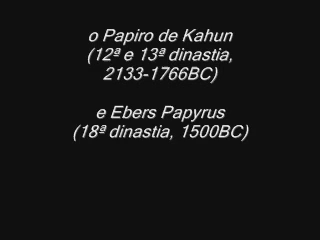 o Papiro de Kahun
(12ª e 13ª dinastia,
2133-1766BC)
e Ebers Papyrus
(18ª dinastia, 1500BC)